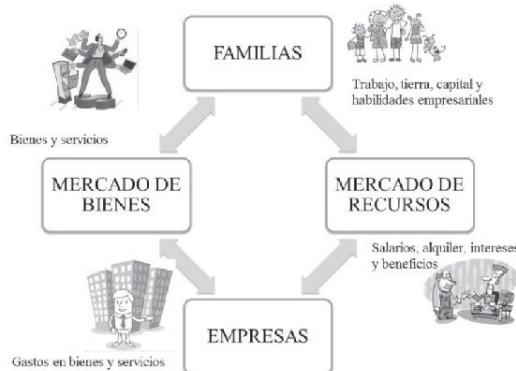 FAMILIAS
Trabajo, tierra, capital y
habilidades empresariales
Bienes y servicios
MERCADO DE
BIENES
MERCADO DE
RECURSOS
Salarios, alquiler, intereses
y beneficios
EMPRESAS
Gastos en bienes y servicios